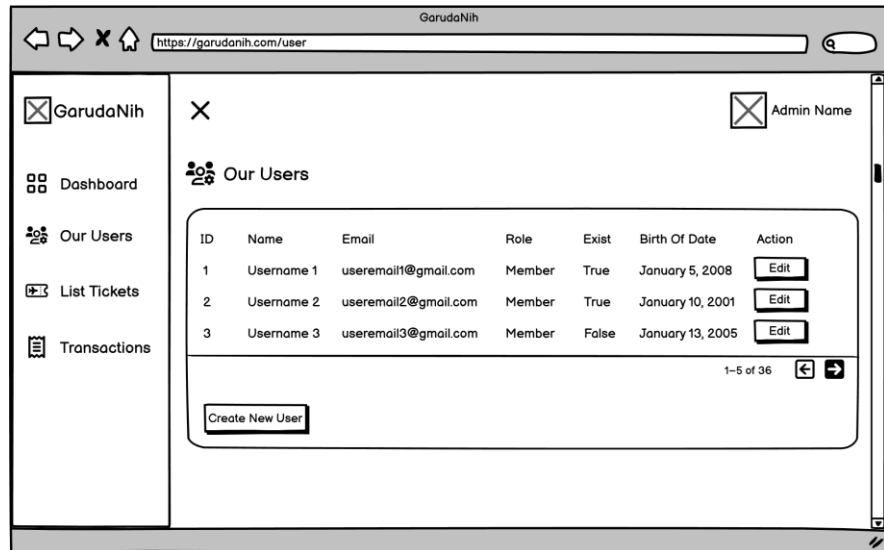 GarudaNih
https://garudanih.com/user
GarudaNih
Admin Name
Dashboard
Our Users
List Tickets
Transactions
Our Users
ID Name Email Role Exist Birth Of Date Action
1 Username 1 useremail1@gmail.com Member True January 5, 2008 Edit
2 Username 2 useremail2@gmail.com Member True January 10, 2001 Edit
3 Username 3 useremail3@gmail.com Member False January 13, 2005 Edit
1–5 of 36
Create New User